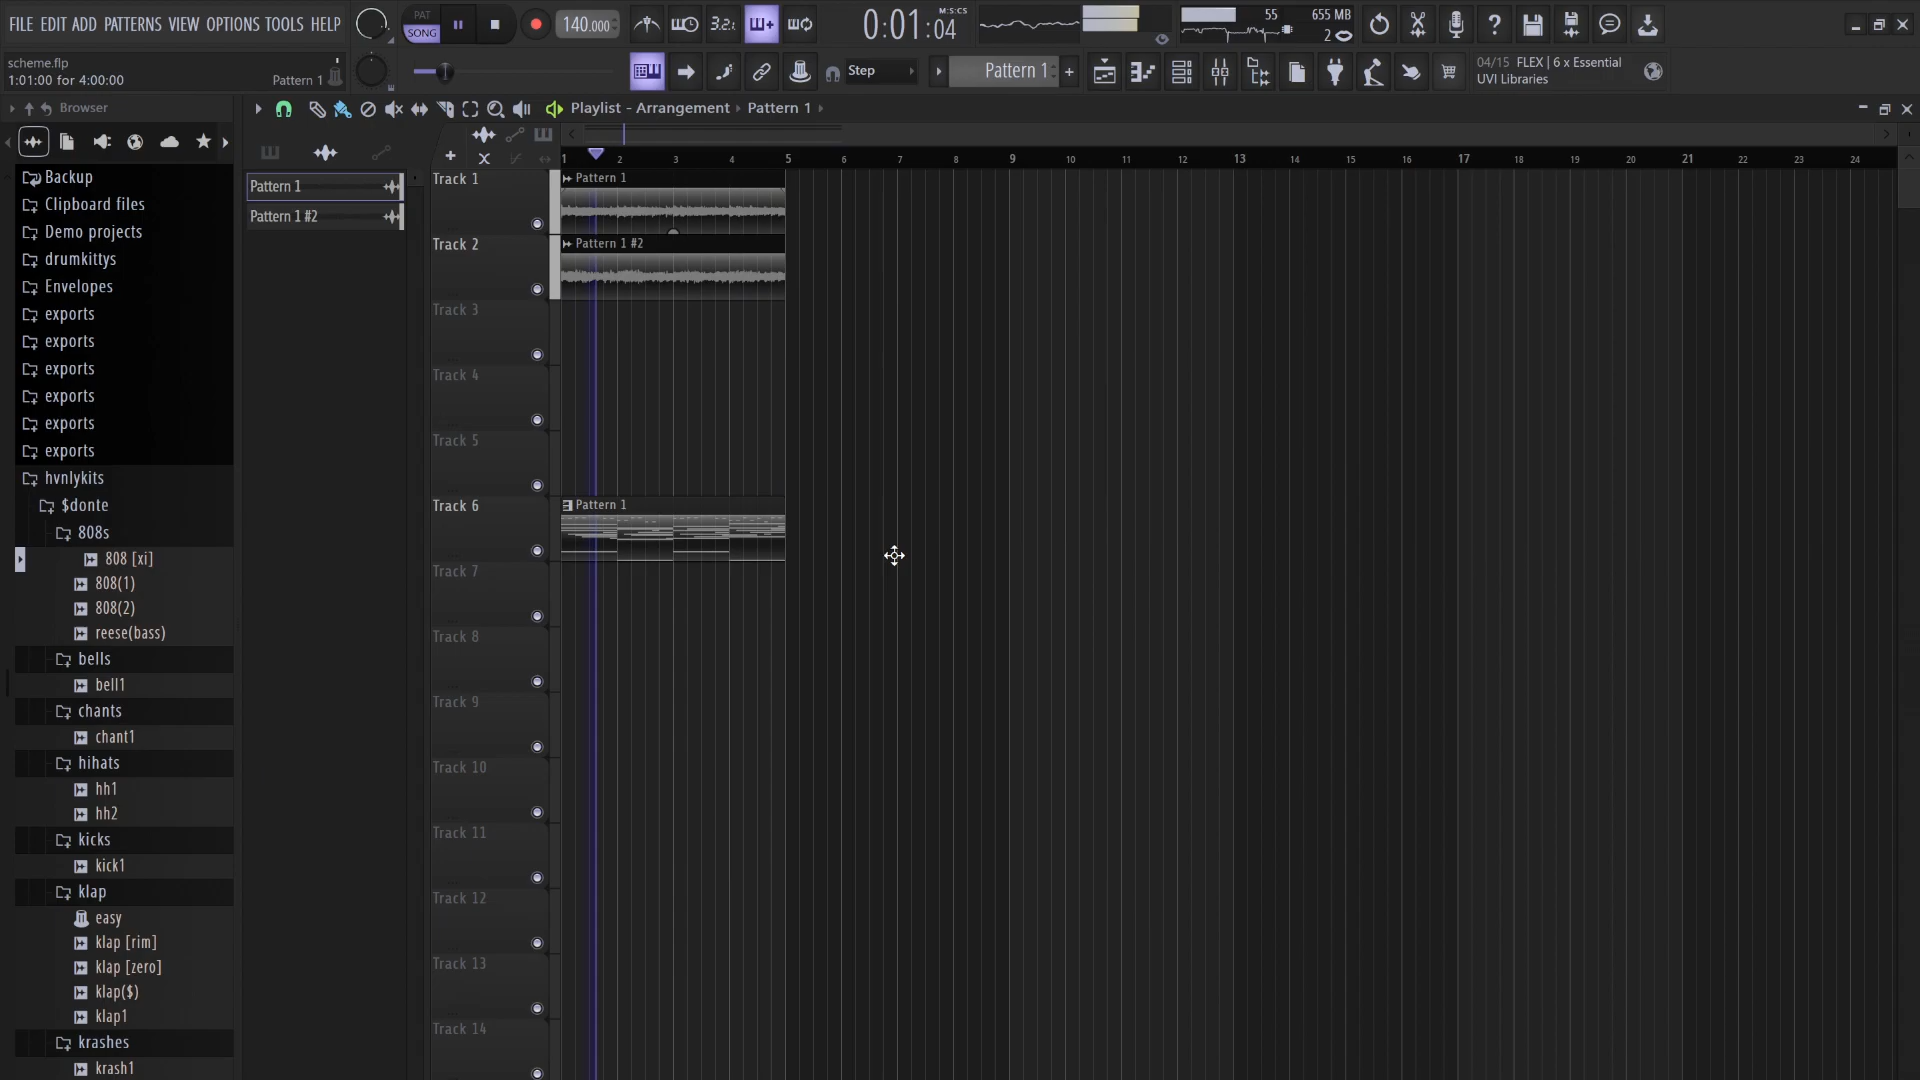 FILE EDIT ADD PATTERNS VIEW OPTIONS TOOLS HELP
PAT
SONG
140.000
3.2.
0:01:04
M:S:CS
55
655 MB
2
scheme.flp
1:01:00 for 4:00:00
Pattern 1
Step
Pattern 1
04/15 FLEX | 6 x Essential
UVI Libraries
Browser
Playlist - Arrangement
Pattern 1
1 2 3 4 5 6 7 8 9 10 11 12 13 14 15 16 17 18 19 20 21 22 23 24
Backup
Clipboard files
Demo projects
drumkittys
Envelopes
exports
exports
exports
exports
exports
exports
hvnlykits
$donte
808s
808 [xi]
808(1)
808(2)
reese(bass)
bells
bell1
chants
chant1
hihats
hh1
hh2
kicks
kick1
klap
easy
klap [rim]
klap [zero]
klap($)
klap1
krashes
krash1
Pattern 1
Pattern 1 #2
Track 1
Pattern 1
Track 2
Pattern 1 #2
Track 3
Track 4
Track 5
Track 6
Pattern 1
Track 7
Track 8
Track 9
Track 10
Track 11
Track 12
Track 13
Track 14